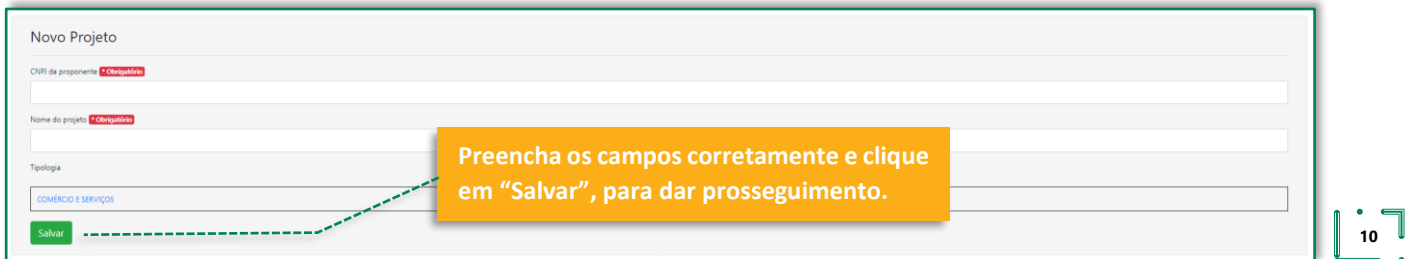 Novo Projeto
CNPJ da proponente * Obrigatório
Nome do projeto * Obrigatório
Preencha os campos corretamente e clique
em “Salvar”, para dar prosseguimento.
Tipologia
COMÉRCIO E SERVIÇOS
Salvar
10